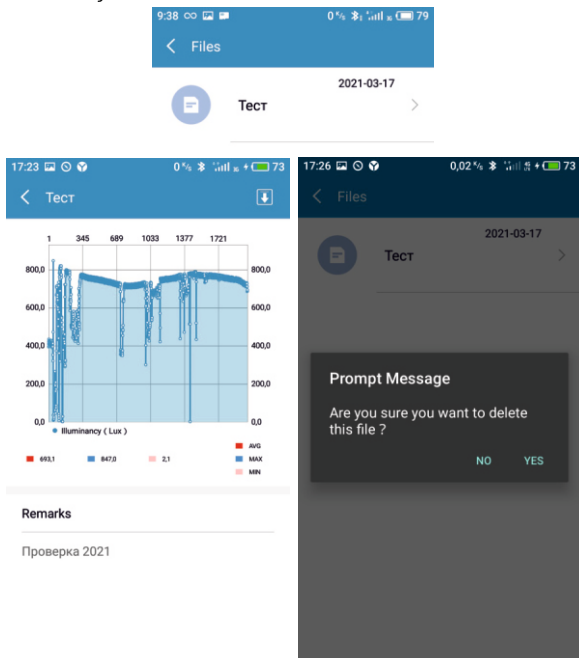 9:38
0 ᴷ/s
79
Files
2021-03-17
Тест
17:23
0 ᴷ/s
73
Тест
1 345 689 1033 1377 1721
800,0 800,0
600,0 600,0
400,0 400,0
200,0 200,0
0,0 0,0
Illuminancy ( Lux )
AVG
693,1 847,0 2,1 MAX
MIN
Remarks
Проверка 2021
17:26
0,02 ᴷ/s
73
Files
2021-03-17
Тест
Prompt Message
Are you sure you want to delete
this file ?
NO YES